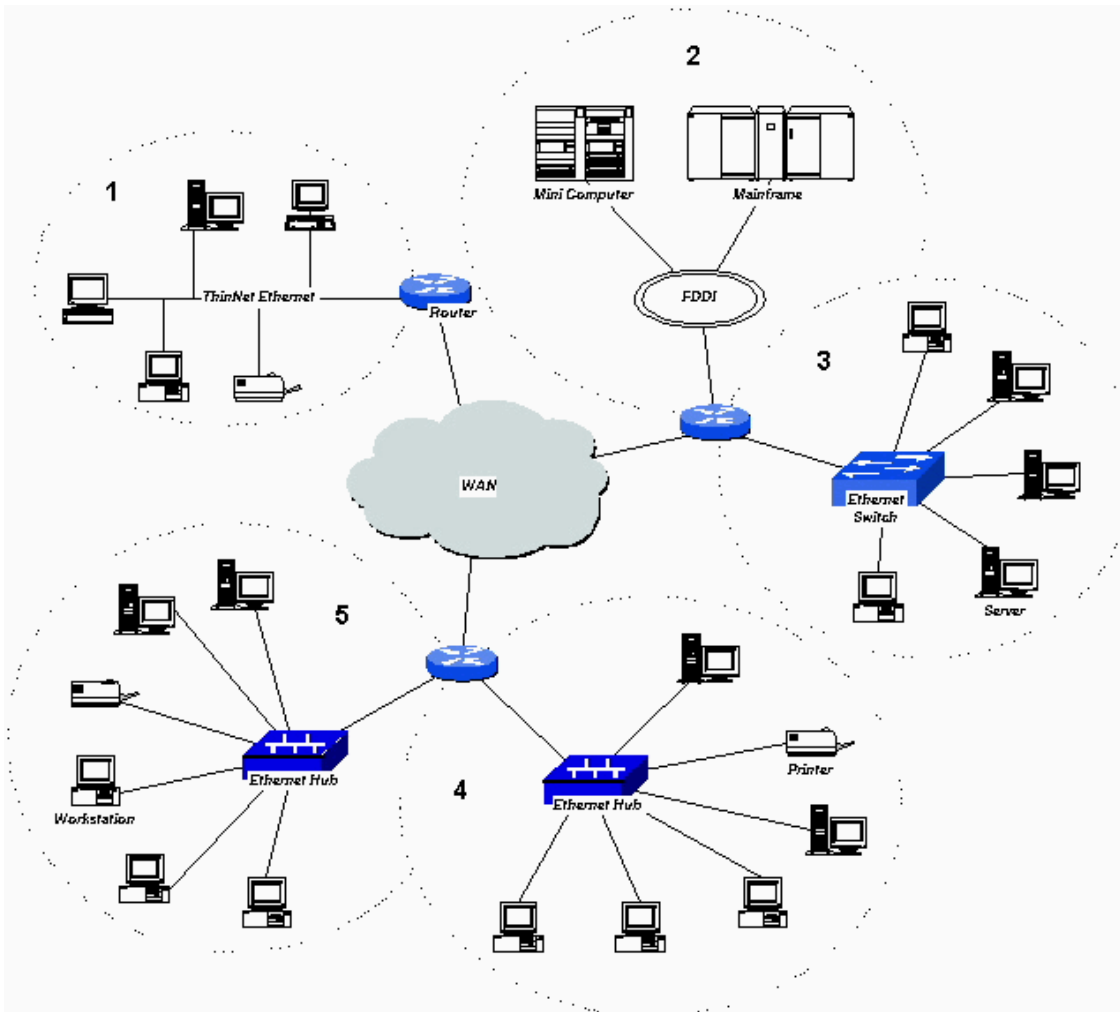 2
1
Mini Computer
Mainframe
ThinNet Ethernet
FDDI
Router
3
WAN
Ethernet
Switch
Server
5
4
Ethernet Hub
Printer
Ethernet Hub
Workstation